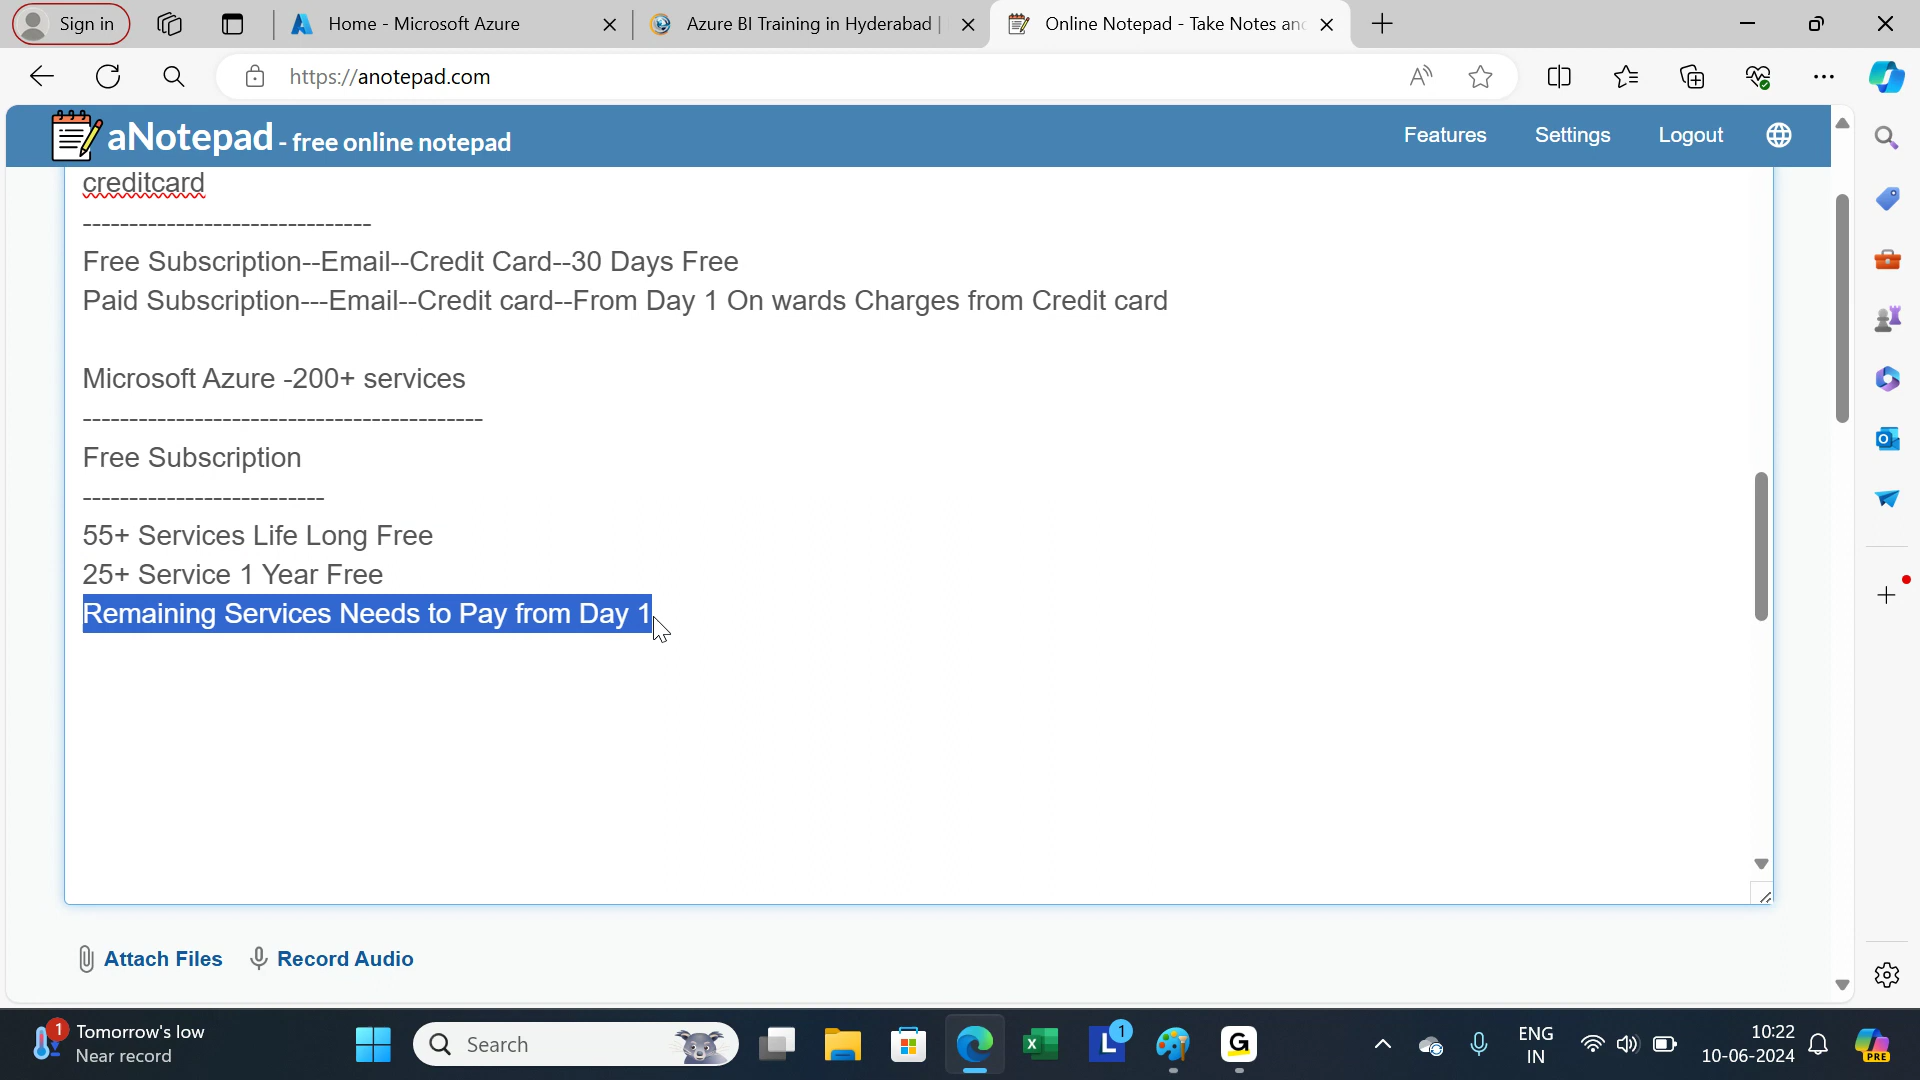 Sign in
Home - Microsoft Azure
Azure BI Training in Hyderabad |
Online Notepad - Take Notes an
https://anotepad.com
aNotepad - free online notepad
Features
Settings
Logout
creditcard
-------------------------------
Free Subscription--Email--Credit Card--30 Days Free
Paid Subscription---Email--Credit card--From Day 1 On wards Charges from Credit card
Microsoft Azure -200+ services
-------------------------------------------
Free Subscription
--------------------------
55+ Services Life Long Free
25+ Service 1 Year Free
Remaining Services Needs to Pay from Day 1
Attach Files
Record Audio
1
Tomorrow's low
Near record
Search
L
1
G
ENG
IN
10:22
10-06-2024
PRE